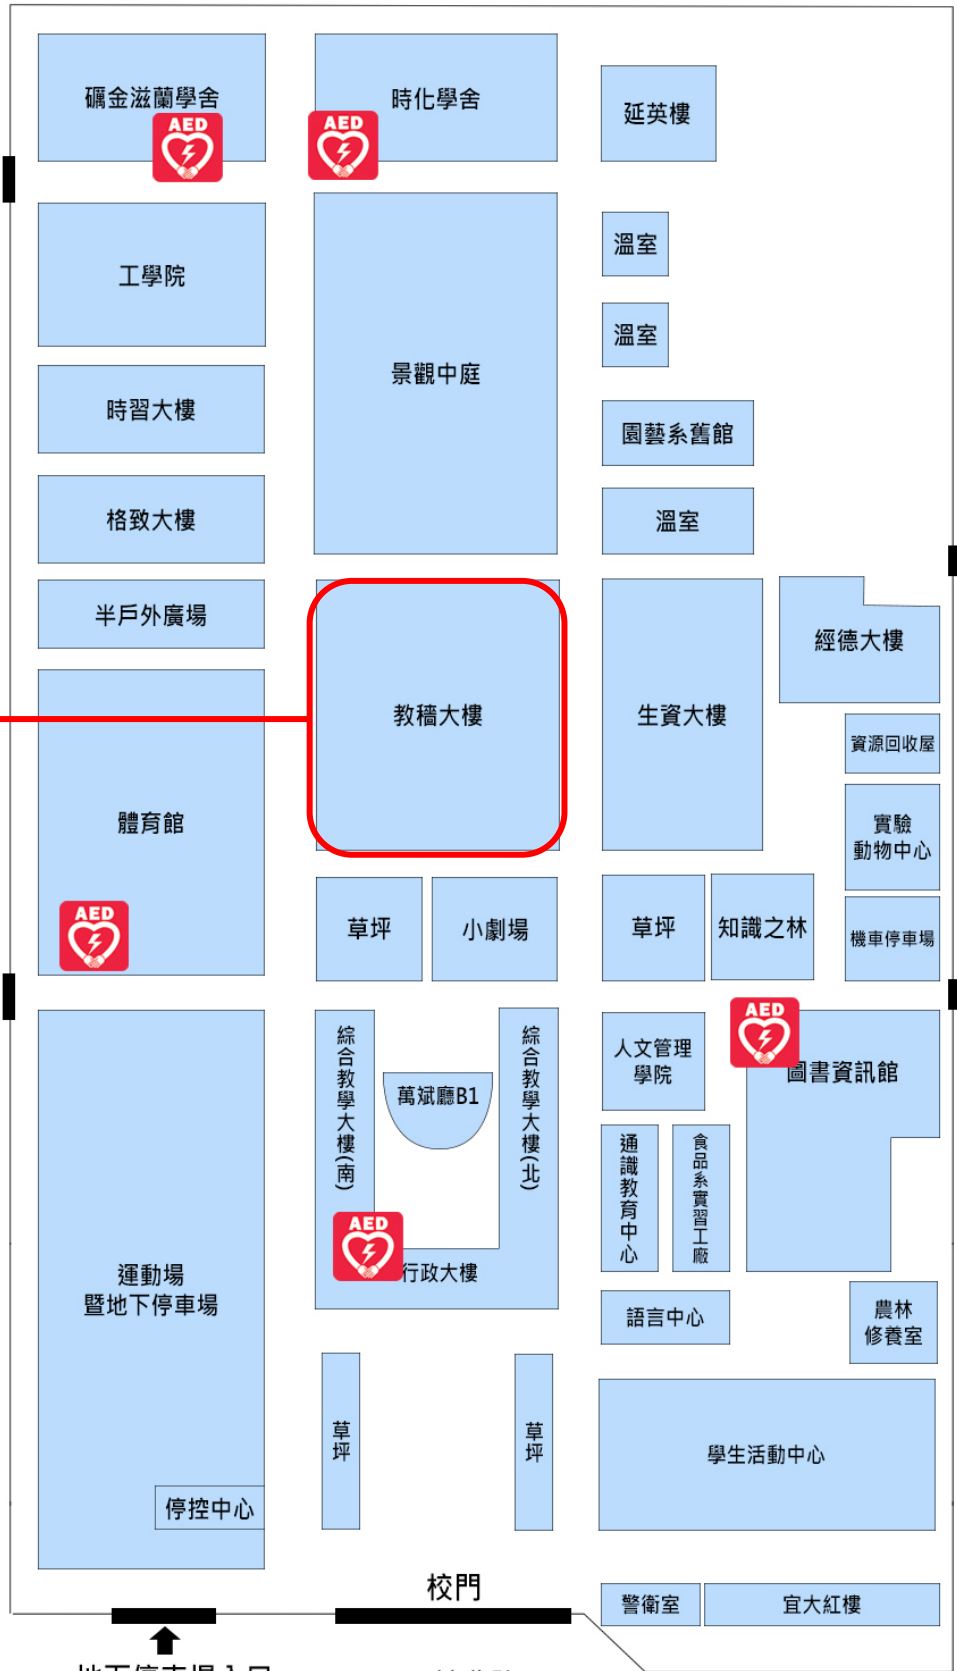 礪金滋蘭學舍
AED
時化學舍
AED
延英樓
工學院
景觀中庭
溫室
溫室
時習大樓
園藝系舊館
格致大樓
溫室
半戶外廣場
教穡大樓
生資大樓
經德大樓
資源回收屋
體育館
AED
實驗
動物中心
草坪
小劇場
草坪
知識之林
機車停車場
綜合教學大樓(南)
萬斌廳B1
綜合教學大樓(北)
AED
行政大樓
人文管理
學院
AED
圖書資訊館
通識教育中心
食品系實習工廠
運動場
暨地下停車場
語言中心
農林
修養室
草坪
草坪
學生活動中心
停控中心
校門
警衛室
宜大紅樓
地下停車場入口